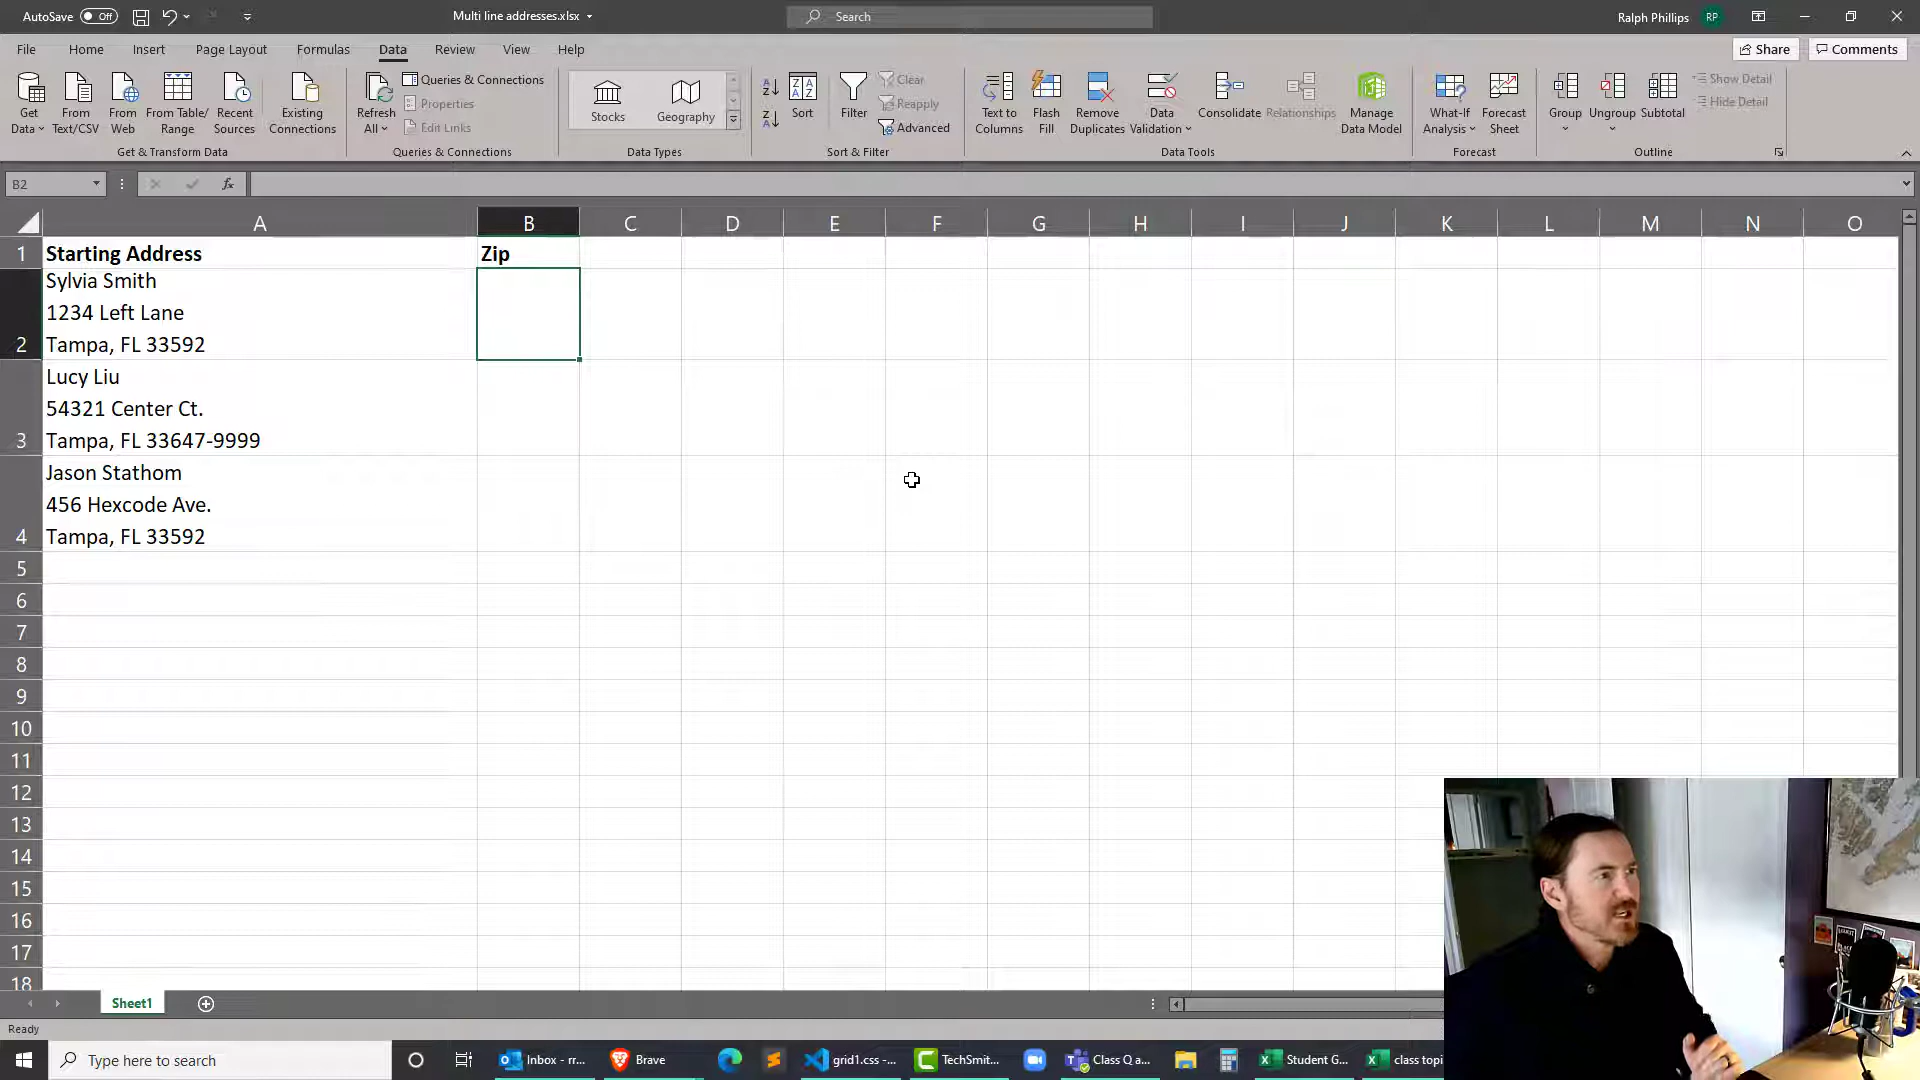 AutoSave Off
Multi line addresses.xlsx
Search
Ralph Phillips RP
File Home Insert Page Layout Formulas Data Review View Help
Share Comments
Get Data
From Text/CSV
From Web
From Table/ Range
Recent Sources
Existing Connections
Get & Transform Data
Refresh All
Queries & Connections
Properties
Edit Links
Queries & Connections
Stocks Geography
Data Types
Sort
Filter
Clear
Reapply
Advanced
Sort & Filter
Text to Columns
Flash Fill
Remove Duplicates
Data Validation
Consolidate
Relationships
Manage Data Model
Data Tools
What-If Analysis
Forecast Sheet
Forecast
Group
Ungroup
Subtotal
Show Detail
Hide Detail
Outline
B2 fx
A B C D E F G H I J K L M N O
1 Starting Address Zip
Sylvia Smith
1234 Left Lane
2 Tampa, FL 33592
Lucy Liu
54321 Center Ct.
3 Tampa, FL 33647-9999
Jason Stathom
456 Hexcode Ave.
4 Tampa, FL 33592
5
6
7
8
9
10
11
12
13
14
15
16
17
18
Sheet1
Ready
Type here to search
Inbox - rr...
Brave
grid1.css -...
TechSmit...
Class Q a...
Student G...
class topi